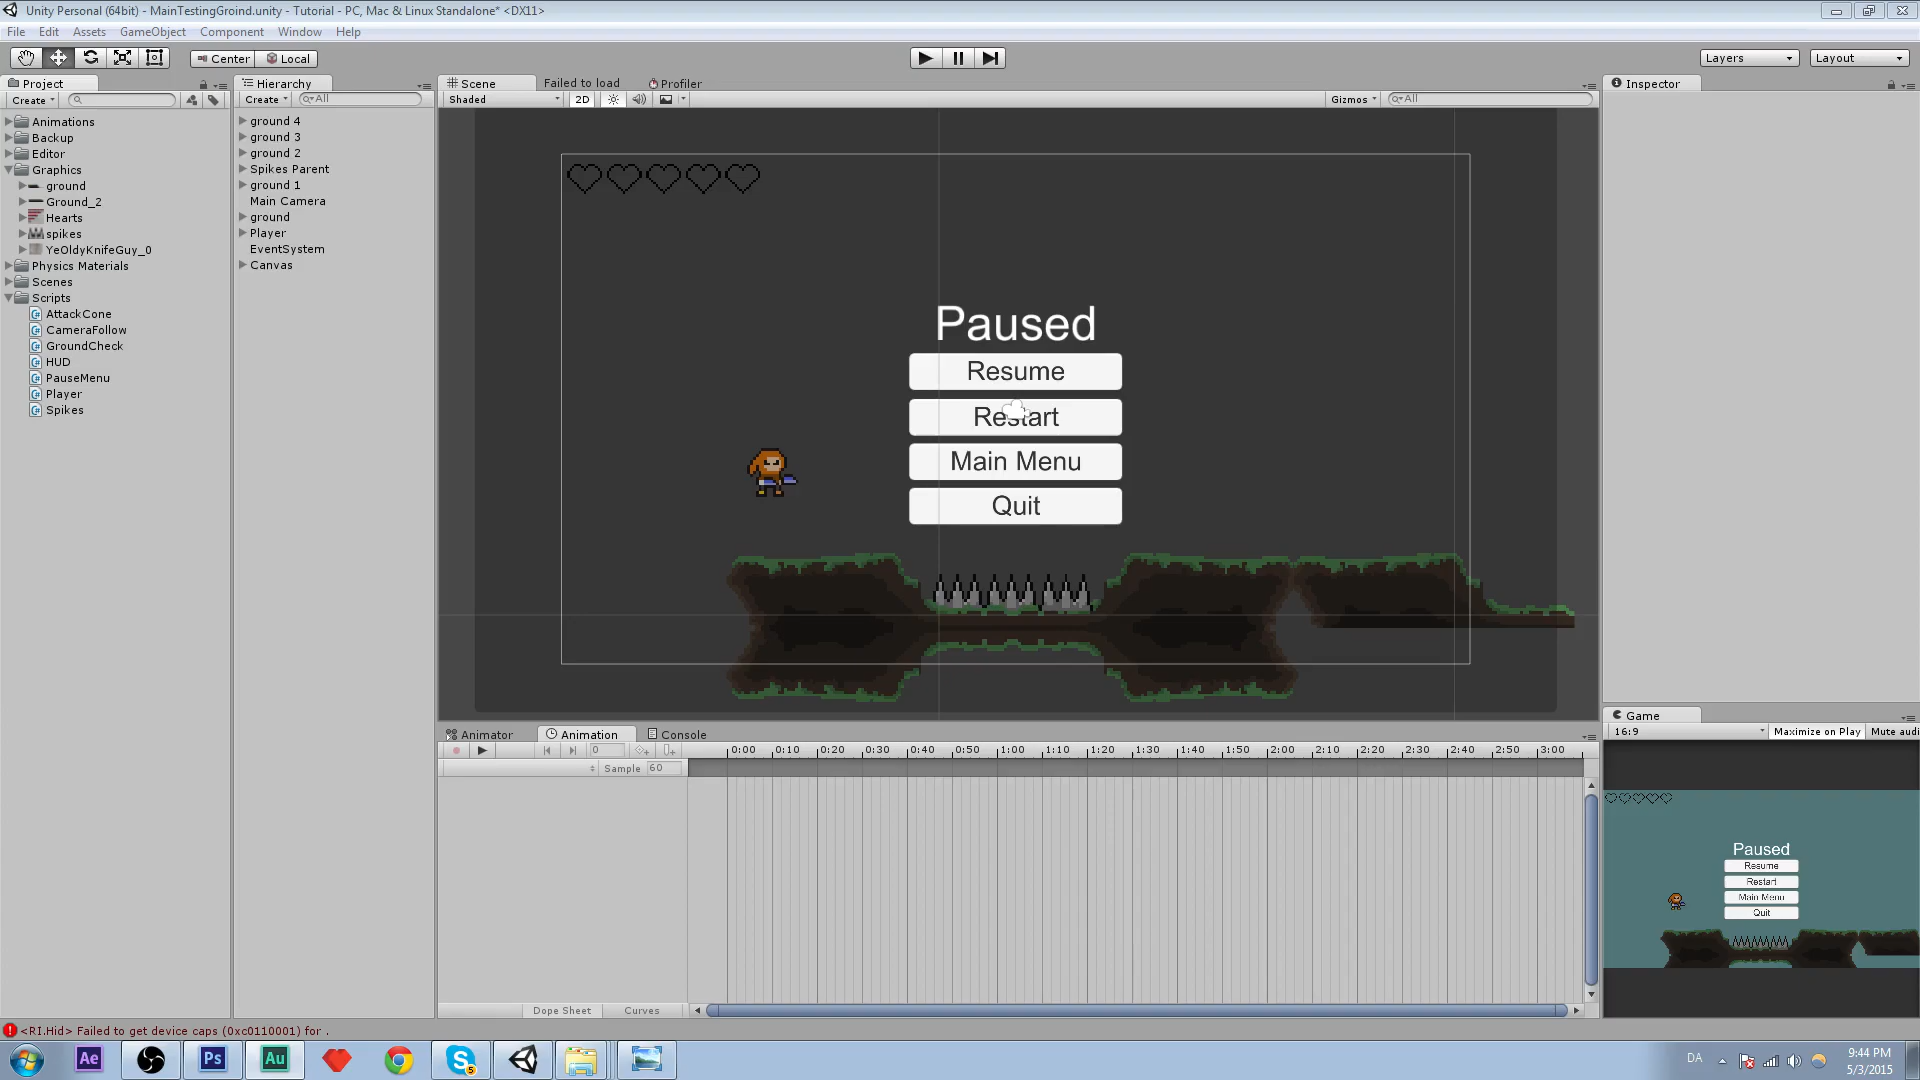 Unity Personal (64bit) - MainTestingGroind.unity - Tutorial - PC, Mac & Linux Standalone* <DX11>
File Edit Assets GameObject Component Window Help
Center Local Layers Layout
Project Hierarchy Scene Failed to load Profiler Inspector
Create Create All Shaded 2D Gizmos All
Animations
Backup
Editor
Graphics
ground
Ground_2
Hearts
spikes
YeOldyKnifeGuy_0
Physics Materials
Scenes
Scripts
AttackCone
CameraFollow
GroundCheck
HUD
PauseMenu
Player
Spikes
ground 4
ground 3
ground 2
Spikes Parent
ground 1
Main Camera
ground
Player
EventSystem
Canvas
Paused
Resume
Restart
Main Menu
Quit
Animator Animation Console
0 0:00 0:10 0:20 0:30 0:40 0:50 1:00 1:10 1:20 1:30 1:40 1:50 2:00 2:10 2:20 2:30 2:40 2:50 3:00
Sample 60
Dope Sheet Curves
Game
16:9 Maximize on Play Mute audi
Paused
Resume
Restart
Main Menu
Quit
<RI.Hid> Failed to get device caps (0xc0110001) for .
Ae Ps Au 5 DA 9:44 PM
5/3/2015